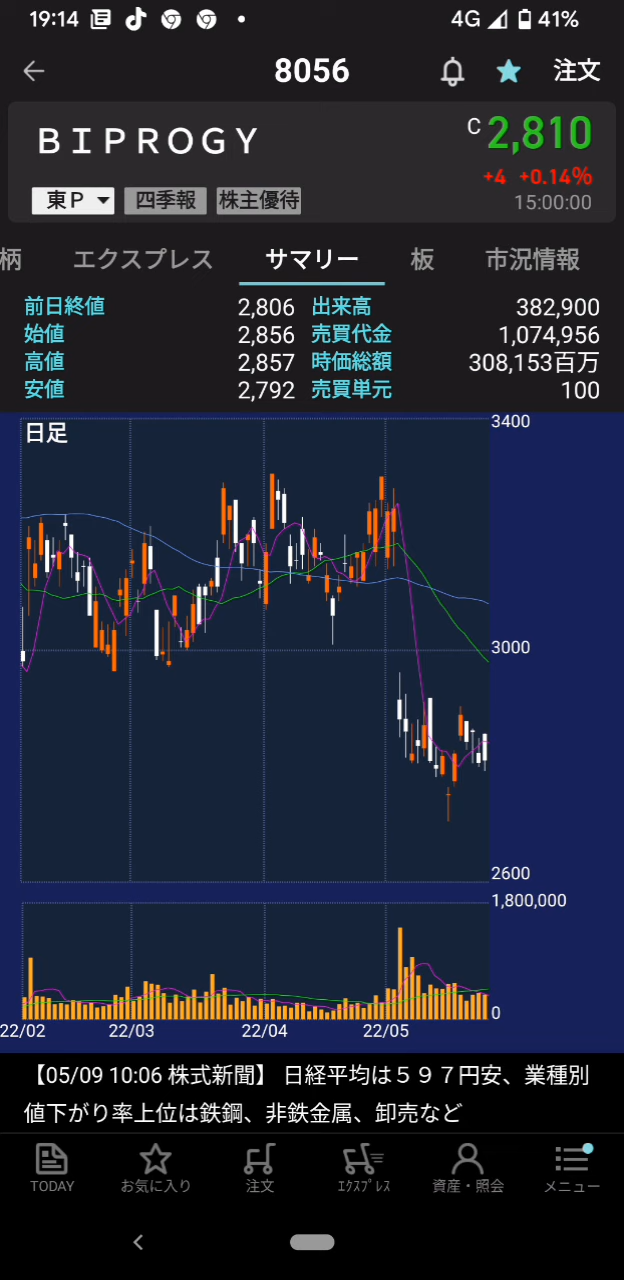 19:14 4G 41%
8056 注文
ＢＩＰＲＯＧＹ C 2,810
+4 +0.14%
東Ｐ 四季報 株主優待 15:00:00
柄 エクスプレス サマリー 板 市況情報
前日終値 2,806 出来高 382,900
始値 2,856 売買代金 1,074,956
高値 2,857 時価総額 308,153百万
安値 2,792 売買単元 100
日足 3400
3000
2600
1,800,000
0
22/02 22/03 22/04 22/05
【05/09 10:06 株式新聞】 日経平均は５９７円安、業種別
値下がり率上位は鉄鋼、非鉄金属、卸売など
TODAY お気に入り 注文 ｴｸｽﾌﾟﾚｽ 資産・照会 メニュー